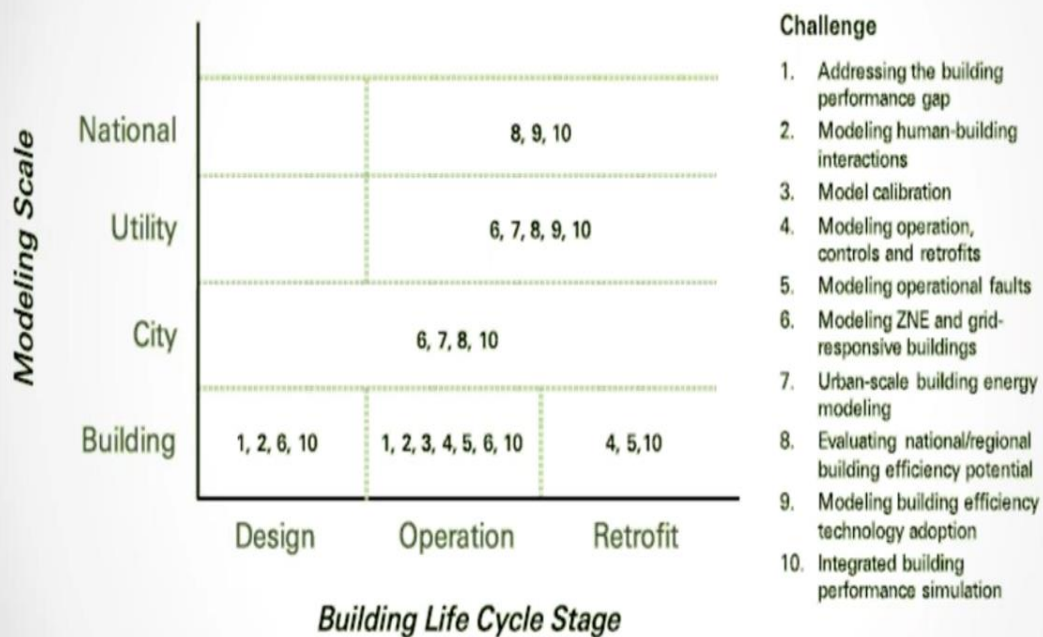 Modeling Scale
National
8, 9, 10
Utility
6, 7, 8, 9, 10
City
6, 7, 8, 10
Building
1, 2, 6, 10
1, 2, 3, 4, 5, 6, 10
4, 5,10
Design
Operation
Retrofit
Building Life Cycle Stage
Challenge
1. Addressing the building
performance gap
2. Modeling human-building
interactions
3. Model calibration
4. Modeling operation,
controls and retrofits
5. Modeling operational faults
6. Modeling ZNE and grid-
responsive buildings
7. Urban-scale building energy
modeling
8. Evaluating national/regional
building efficiency potential
9. Modeling building efficiency
technology adoption
10. Integrated building
performance simulation